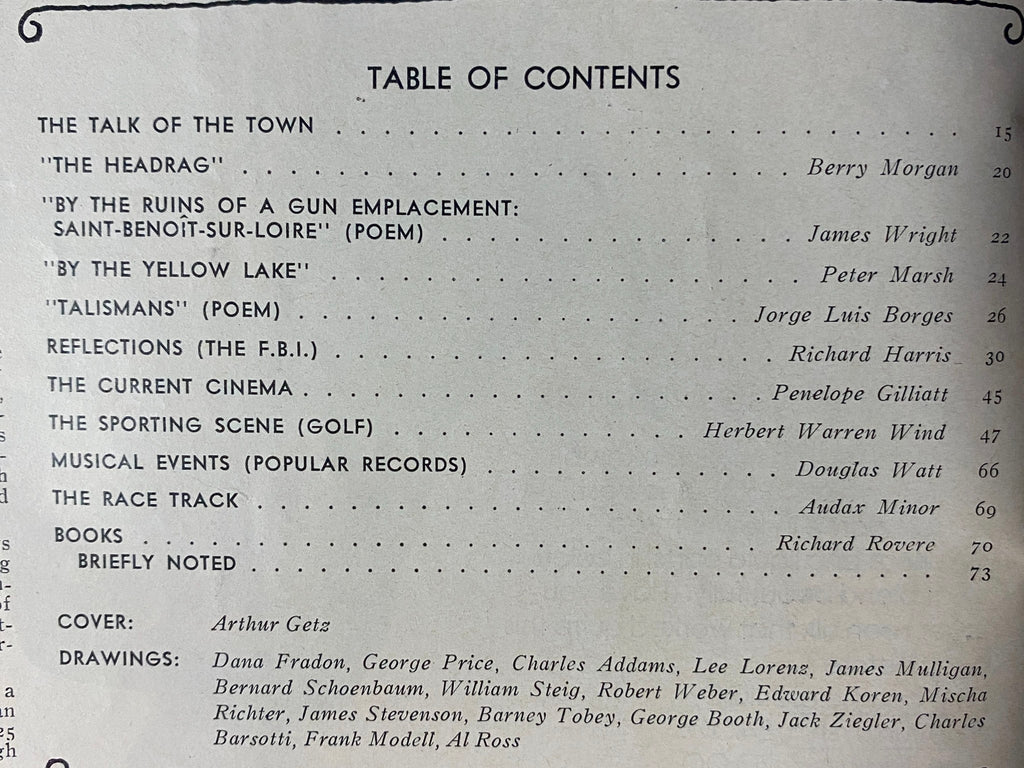 TABLE OF CONTENTS
THE TALK OF THE TOWN . . . . . . . . . . . . . . . . . . . . . . . . . . . . 15
"THE HEADRAG" . . . . . . . . . . . . . . . . . . . . . . . . Berry Morgan 20
"BY THE RUINS OF A GUN EMPLACEMENT:
SAINT-BENOÎT-SUR-LOIRE" (POEM) . . . . . . . . . . . . . . . . James Wright 22
"BY THE YELLOW LAKE" . . . . . . . . . . . . . . . . . . . . . Peter Marsh 24
"TALISMANS" (POEM) . . . . . . . . . . . . . . . . . . . . Jorge Luis Borges 26
REFLECTIONS (THE F.B.I.) . . . . . . . . . . . . . . . . . . . . Richard Harris 30
THE CURRENT CINEMA . . . . . . . . . . . . . . . . . . . . . Penelope Gilliatt 45
THE SPORTING SCENE (GOLF) . . . . . . . . . . . . . . Herbert Warren Wind 47
MUSICAL EVENTS (POPULAR RECORDS) . . . . . . . . . . . . . . Douglas Watt 66
THE RACE TRACK . . . . . . . . . . . . . . . . . . . . . . . . Audax Minor 69
BOOKS . . . . . . . . . . . . . . . . . . . . . . . . . . . . Richard Rovere 70
BRIEFLY NOTED . . . . . . . . . . . . . . . . . . . . . . . . . . . . . . 73
COVER: Arthur Getz
DRAWINGS: Dana Fradon, George Price, Charles Addams, Lee Lorenz, James Mulligan,
Bernard Schoenbaum, William Steig, Robert Weber, Edward Koren, Mischa
Richter, James Stevenson, Barney Tobey, George Booth, Jack Ziegler, Charles
Barsotti, Frank Modell, Al Ross